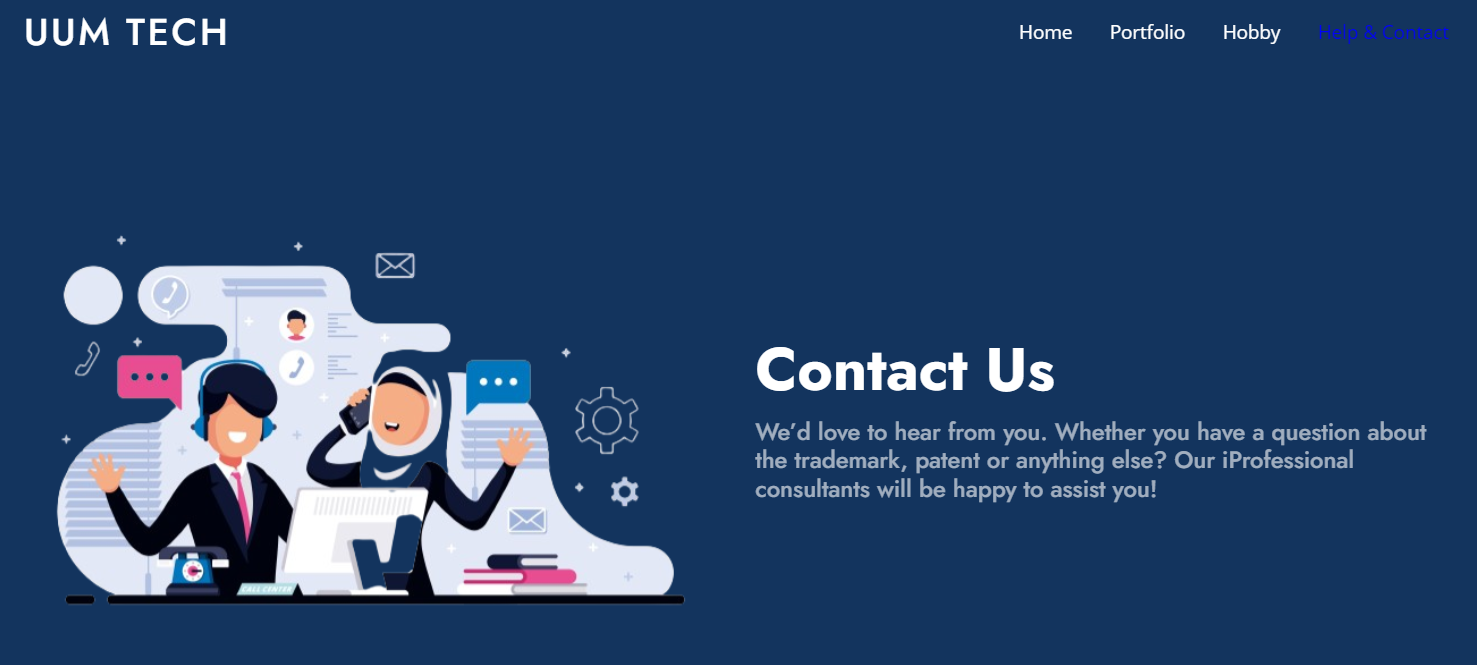 UUM TECH
Home Portfolio Hobby Help & Contact
CALL CENTER
Contact Us
We’d love to hear from you. Whether you have a question about
the trademark, patent or anything else? Our iProfessional
consultants will be happy to assist you!